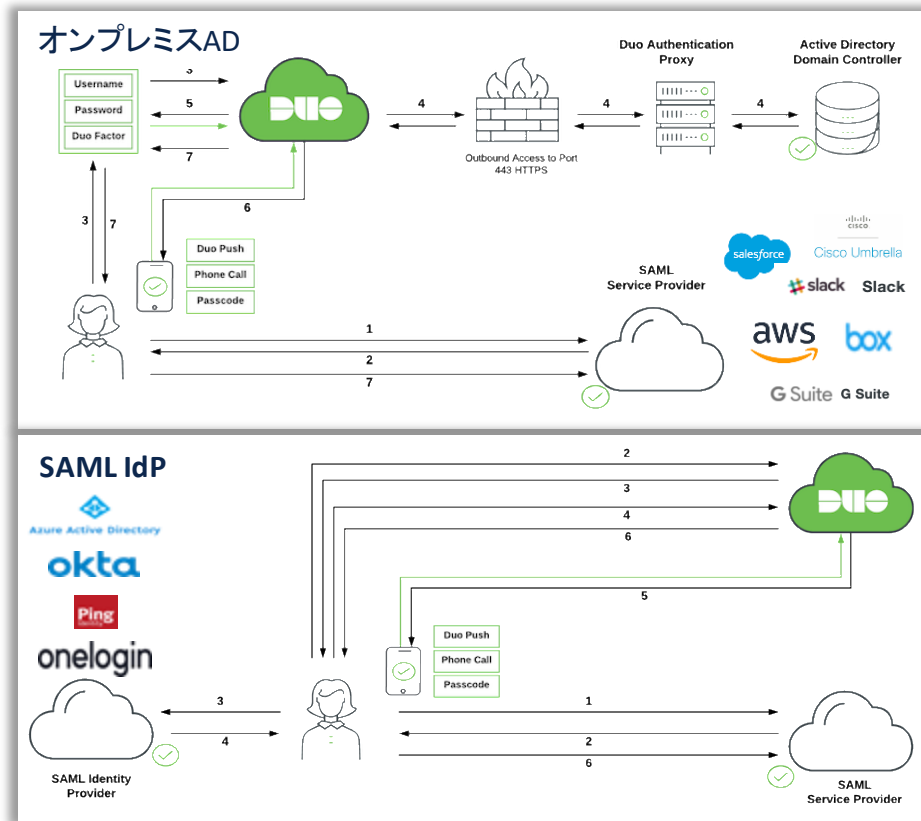 オンプレミスAD
Username
Password
Duo Factor
3
5
7
DUO
4
4
4
Outbound Access to Port
443 HTTPS
Duo Authentication
Proxy
Active Directory
Domain Controller
3
7
6
Duo Push
Phone Call
Passcode
1
2
7
SAML
Service Provider
salesforce
cisco
Cisco Umbrella
slack
Slack
aws
box
G Suite
G Suite
SAML IdP
Azure Active Directory
okta
Ping
onelogin
2
3
4
6
DUO
5
Duo Push
Phone Call
Passcode
3
4
1
2
6
SAML Identity
Provider
SAML
Service Provider